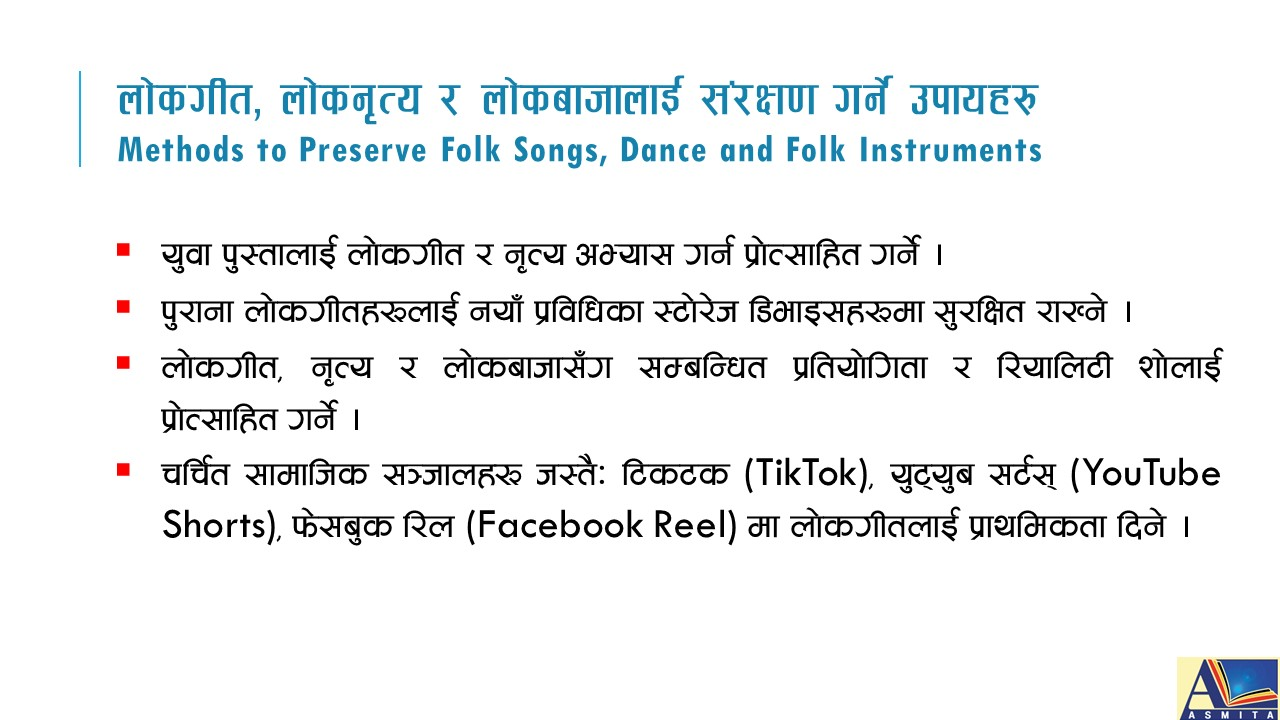 लोकगीत, लोकनृत्य र लोकबाजालाई संरक्षण गर्ने उपायहरु
Methods to Preserve Folk Songs, Dance and Folk Instruments
▪ युवा पुस्तालाई लोकगीत र नृत्य अभ्यास गर्न प्रोत्साहित गर्ने ।
▪ पुराना लोकगीतहरुलाई नयाँ प्रविधिका स्टोरेज डिभाइसहरुमा सुरक्षित राख्ने ।
▪ लोकगीत, नृत्य र लोकबाजासँग सम्बन्धित प्रतियोगिता र रियालिटी शोलाई
प्रोत्साहित गर्ने ।
▪ चर्चित सामाजिक सञ्जालहरु जस्तैः टिकटक (TikTok), युट्युब सर्टस् (YouTube
Shorts), फेसबुक रिल (Facebook Reel) मा लोकगीतलाई प्राथमिकता दिने ।
ASMITA